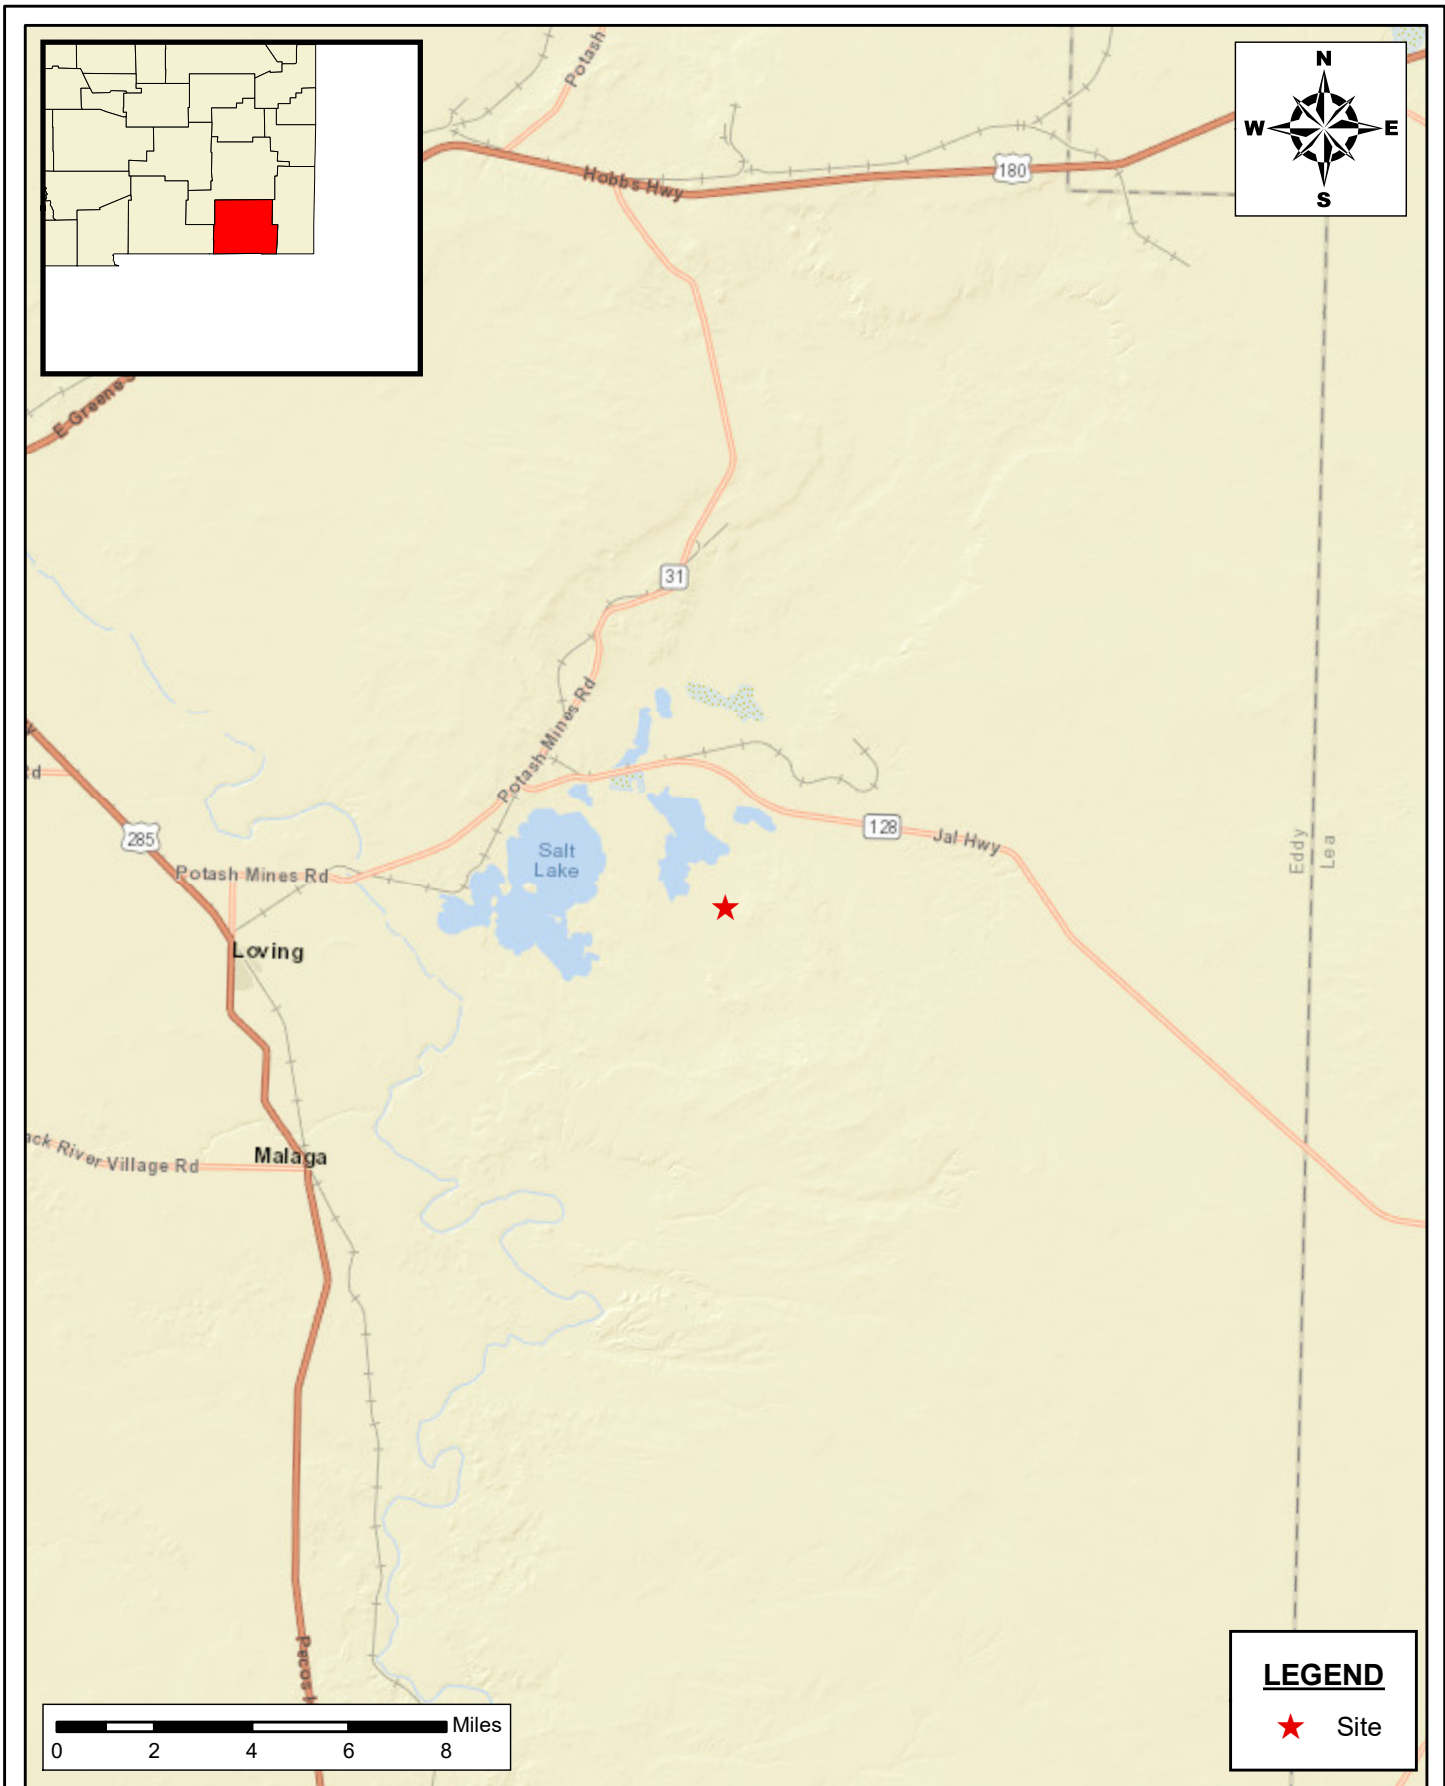 Potash
N
W
E
S
Hobbs Hwy
180
E Greene
31
Potash Mines Rd
285
Potash Mines Rd
Salt
Lake
128
Jal Hwy
Eddy
Lea
Loving
Malaga
ack River Village Rd
Pecos
LEGEND
Site
Miles
0 2 4 6 8